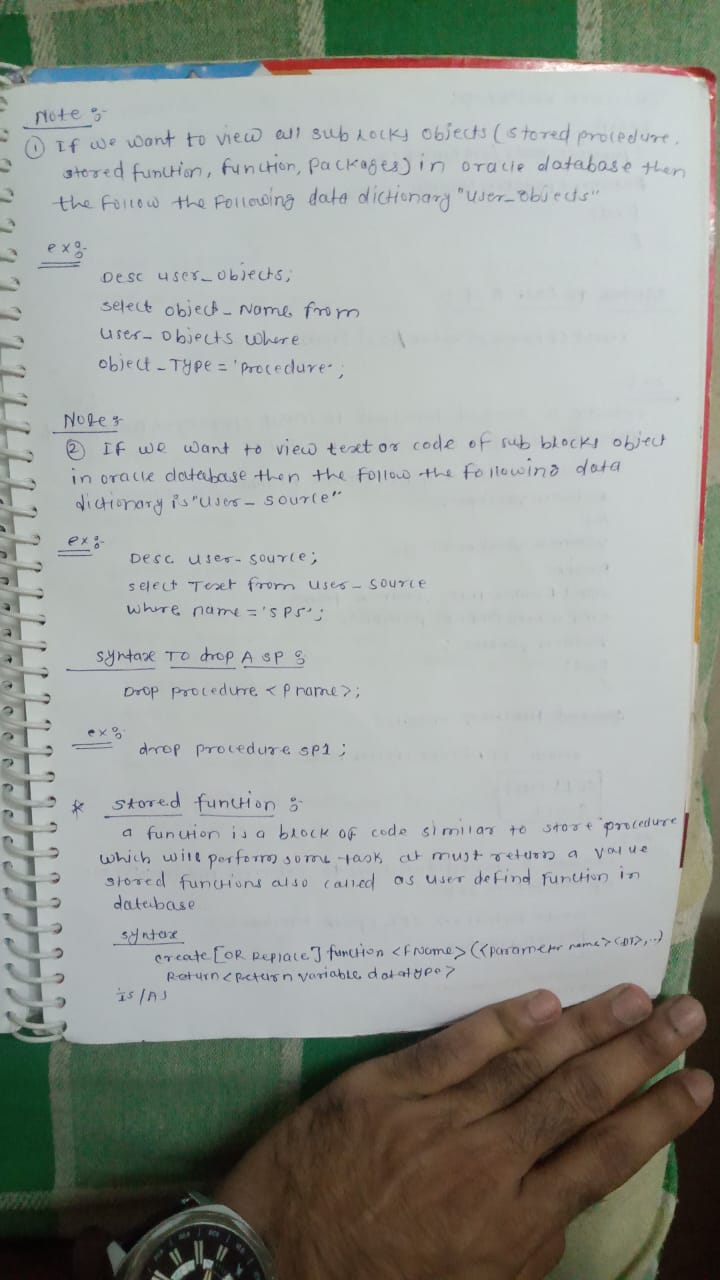 Note :-
① If we want to view all sub blocks objects (stored procedure,
stored function, function, packages) in oracle database then
the follow the following data dictionary "user_objects"
ex:-
Desc user_objects;
select object_Name from
user_objects where
object_Type = 'procedure';
Note :
② If we want to view text or code of sub blocks object
in oracle database then the follow the following data
dictionary is "user_source"
ex:-
Desc user_source;
select Text from user_source
where name = 'SPS';
syntax To drop A SP :
Drop procedure <Pname>;
ex:-
drop procedure sp1;
* stored function :-
a function is a block of code similar to store procedure
which will perform some task at must return a value
stored functions also called as user defind function in
database
syntax
create [OR Replace] function <FName> (<parameter name> <DT>,..)
Return <Return variable datatype>
is/As